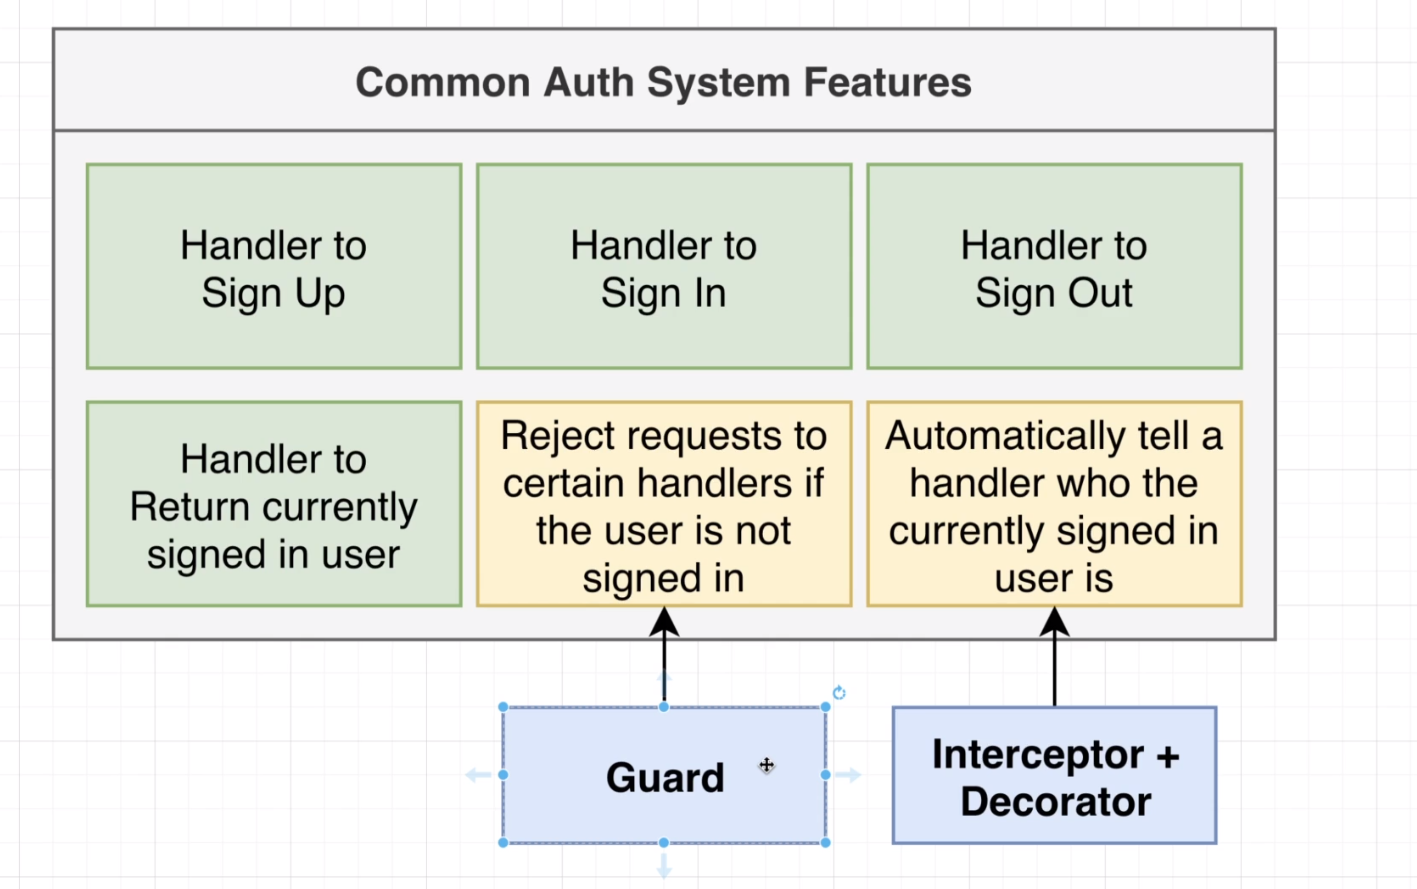 Common Auth System Features
Handler to
Sign Up
Handler to
Sign In
Handler to
Sign Out
Handler to
Return currently
signed in user
Reject requests to
certain handlers if
the user is not
signed in
Automatically tell a
handler who the
currently signed in
user is
Guard
Interceptor +
Decorator